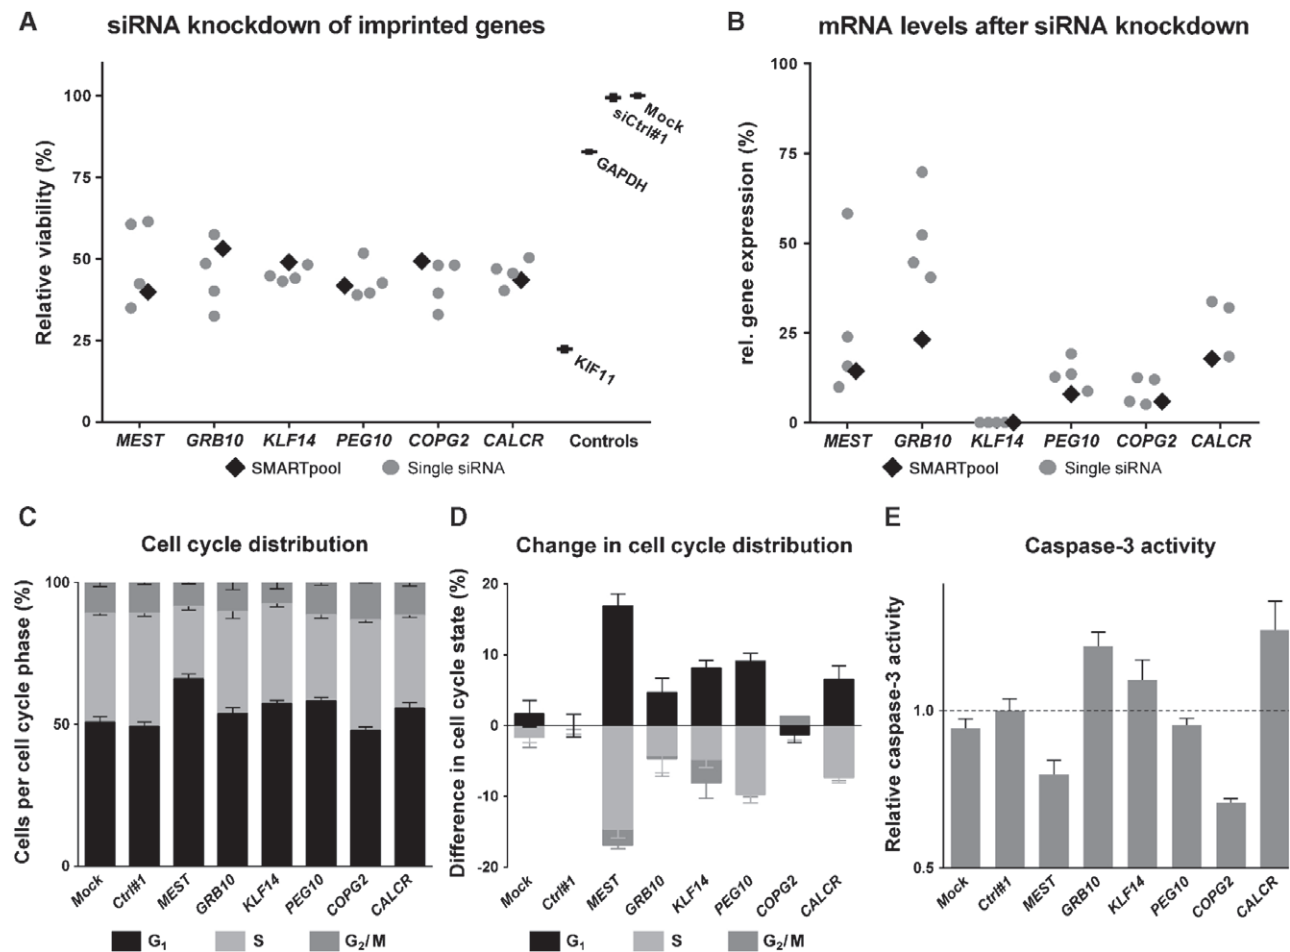 A siRNA knockdown of imprinted genes
Relative viability (%)
100
75
50
25
0
Mock
siCtrl#1
GAPDH
KIF11
MEST GRB10 KLF14 PEG10 COPG2 CALCR Controls
SMARTpool Single siRNA
B mRNA levels after siRNA knockdown
rel. gene expression (%)
100
75
50
25
0
MEST GRB10 KLF14 PEG10 COPG2 CALCR
SMARTpool Single siRNA
C
Cell cycle distribution
Cells per cell cycle phase (%)
100
50
0
Mock Ctrl#1 MEST GRB10 KLF14 PEG10 COPG2 CALCR
G₁ S G₂/M
D
Change in cell cycle distribution
Difference in cell cycle state (%)
20
10
0
-10
-20
Mock Ctrl#1 MEST GRB10 KLF14 PEG10 COPG2 CALCR
G₁ S G₂/M
E
Caspase-3 activity
Relative caspase-3 activity
1.0
0.5
Mock Ctrl#1 MEST GRB10 KLF14 PEG10 COPG2 CALCR